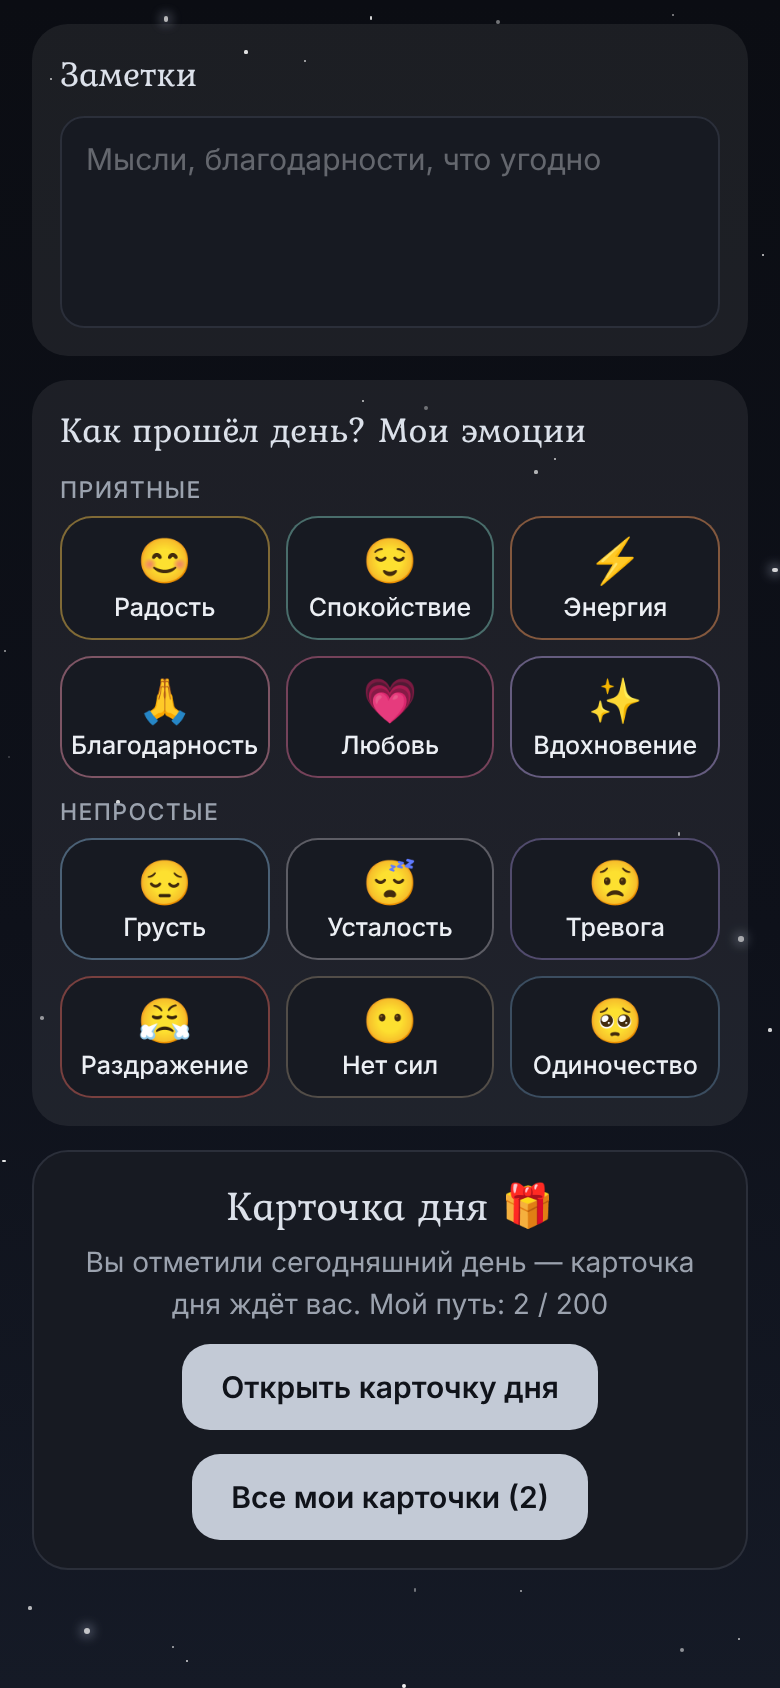 Заметки
Мысли, благодарности, что угодно
Как прошёл день? Мои эмоции
ПРИЯТНЫЕ
Радость
Спокойствие
Энергия
Благодарность
Любовь
Вдохновение
НЕПРОСТЫЕ
Грусть
Усталость
Тревога
Раздражение
Нет сил
Одиночество
Карточка дня
Вы отметили сегодняшний день — карточка
дня ждёт вас. Мой путь: 2 / 200
Открыть карточку дня
Все мои карточки (2)